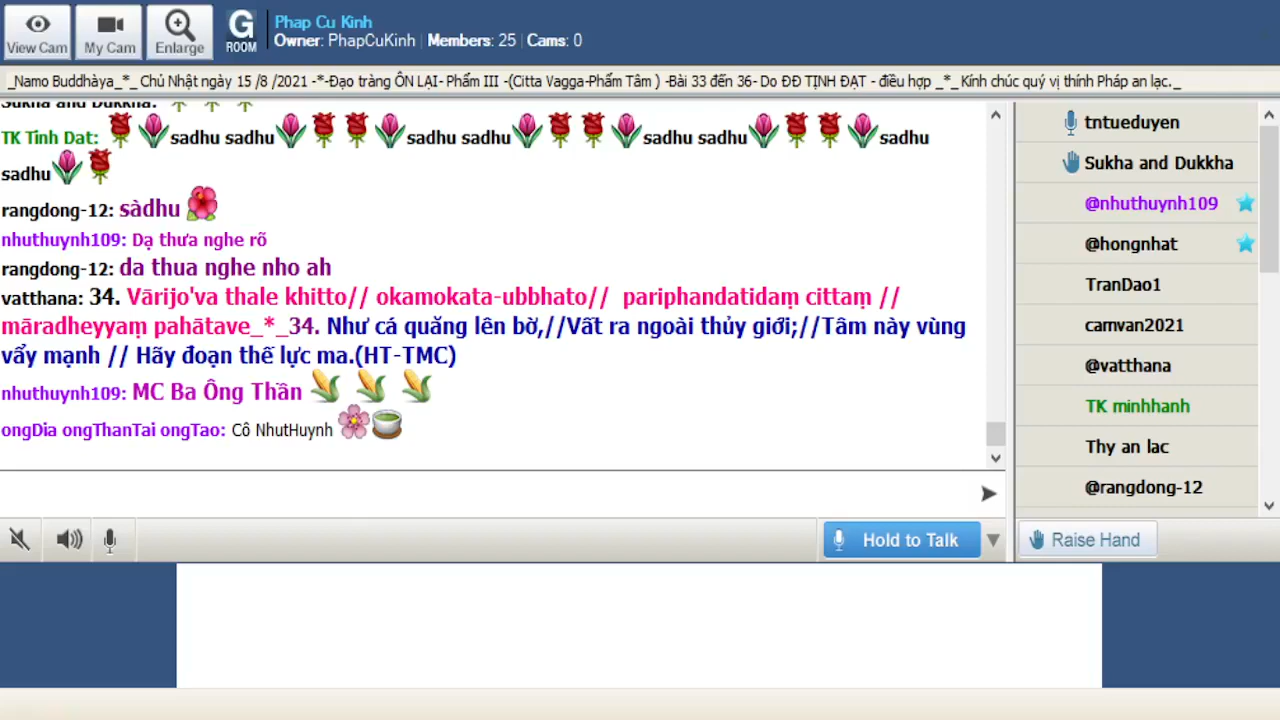 View Cam
My Cam
Enlarge
G
ROOM
Phap Cu Kinh
Owner: PhapCuKinh | Members: 25 | Cams: 0
_Namo Buddhàya_*_ Chủ Nhật ngày 15 /8 /2021 -*-Đạo tràng ÔN LẠI- Phẩm III -(Citta Vagga-Phẩm Tâm ) -Bài 33 đến 36- Do ĐĐ TỊNH ĐẠT - điều hợp _*_Kính chúc quý vị thính Pháp an lạc._
Sukha and Dukkha:
TK Tinh Dat: sadhu sadhu sadhu sadhu sadhu sadhu sadhu
sadhu
rangdong-12: sàdhu
nhuthuynh109: Dạ thưa nghe rõ
rangdong-12: da thua nghe nho ah
vatthana: 34. Vārijo'va thale khitto// okamokata-ubbhato// pariphandatidaṃ cittaṃ //
māradheyyaṃ pahātave_*_34. Như cá quăng lên bờ,//Vất ra ngoài thủy giới;//Tâm này vùng
vẩy mạnh // Hãy đoạn thế lực ma.(HT-TMC)
nhuthuynh109: MC Ba Ông Thần
ongDia ongThanTai ongTao: Cô NhutHuynh
tntueduyen
Sukha and Dukkha
@nhuthuynh109
@hongnhat
TranDao1
camvan2021
@vatthana
TK minhhanh
Thy an lac
@rangdong-12
Hold to Talk
Raise Hand